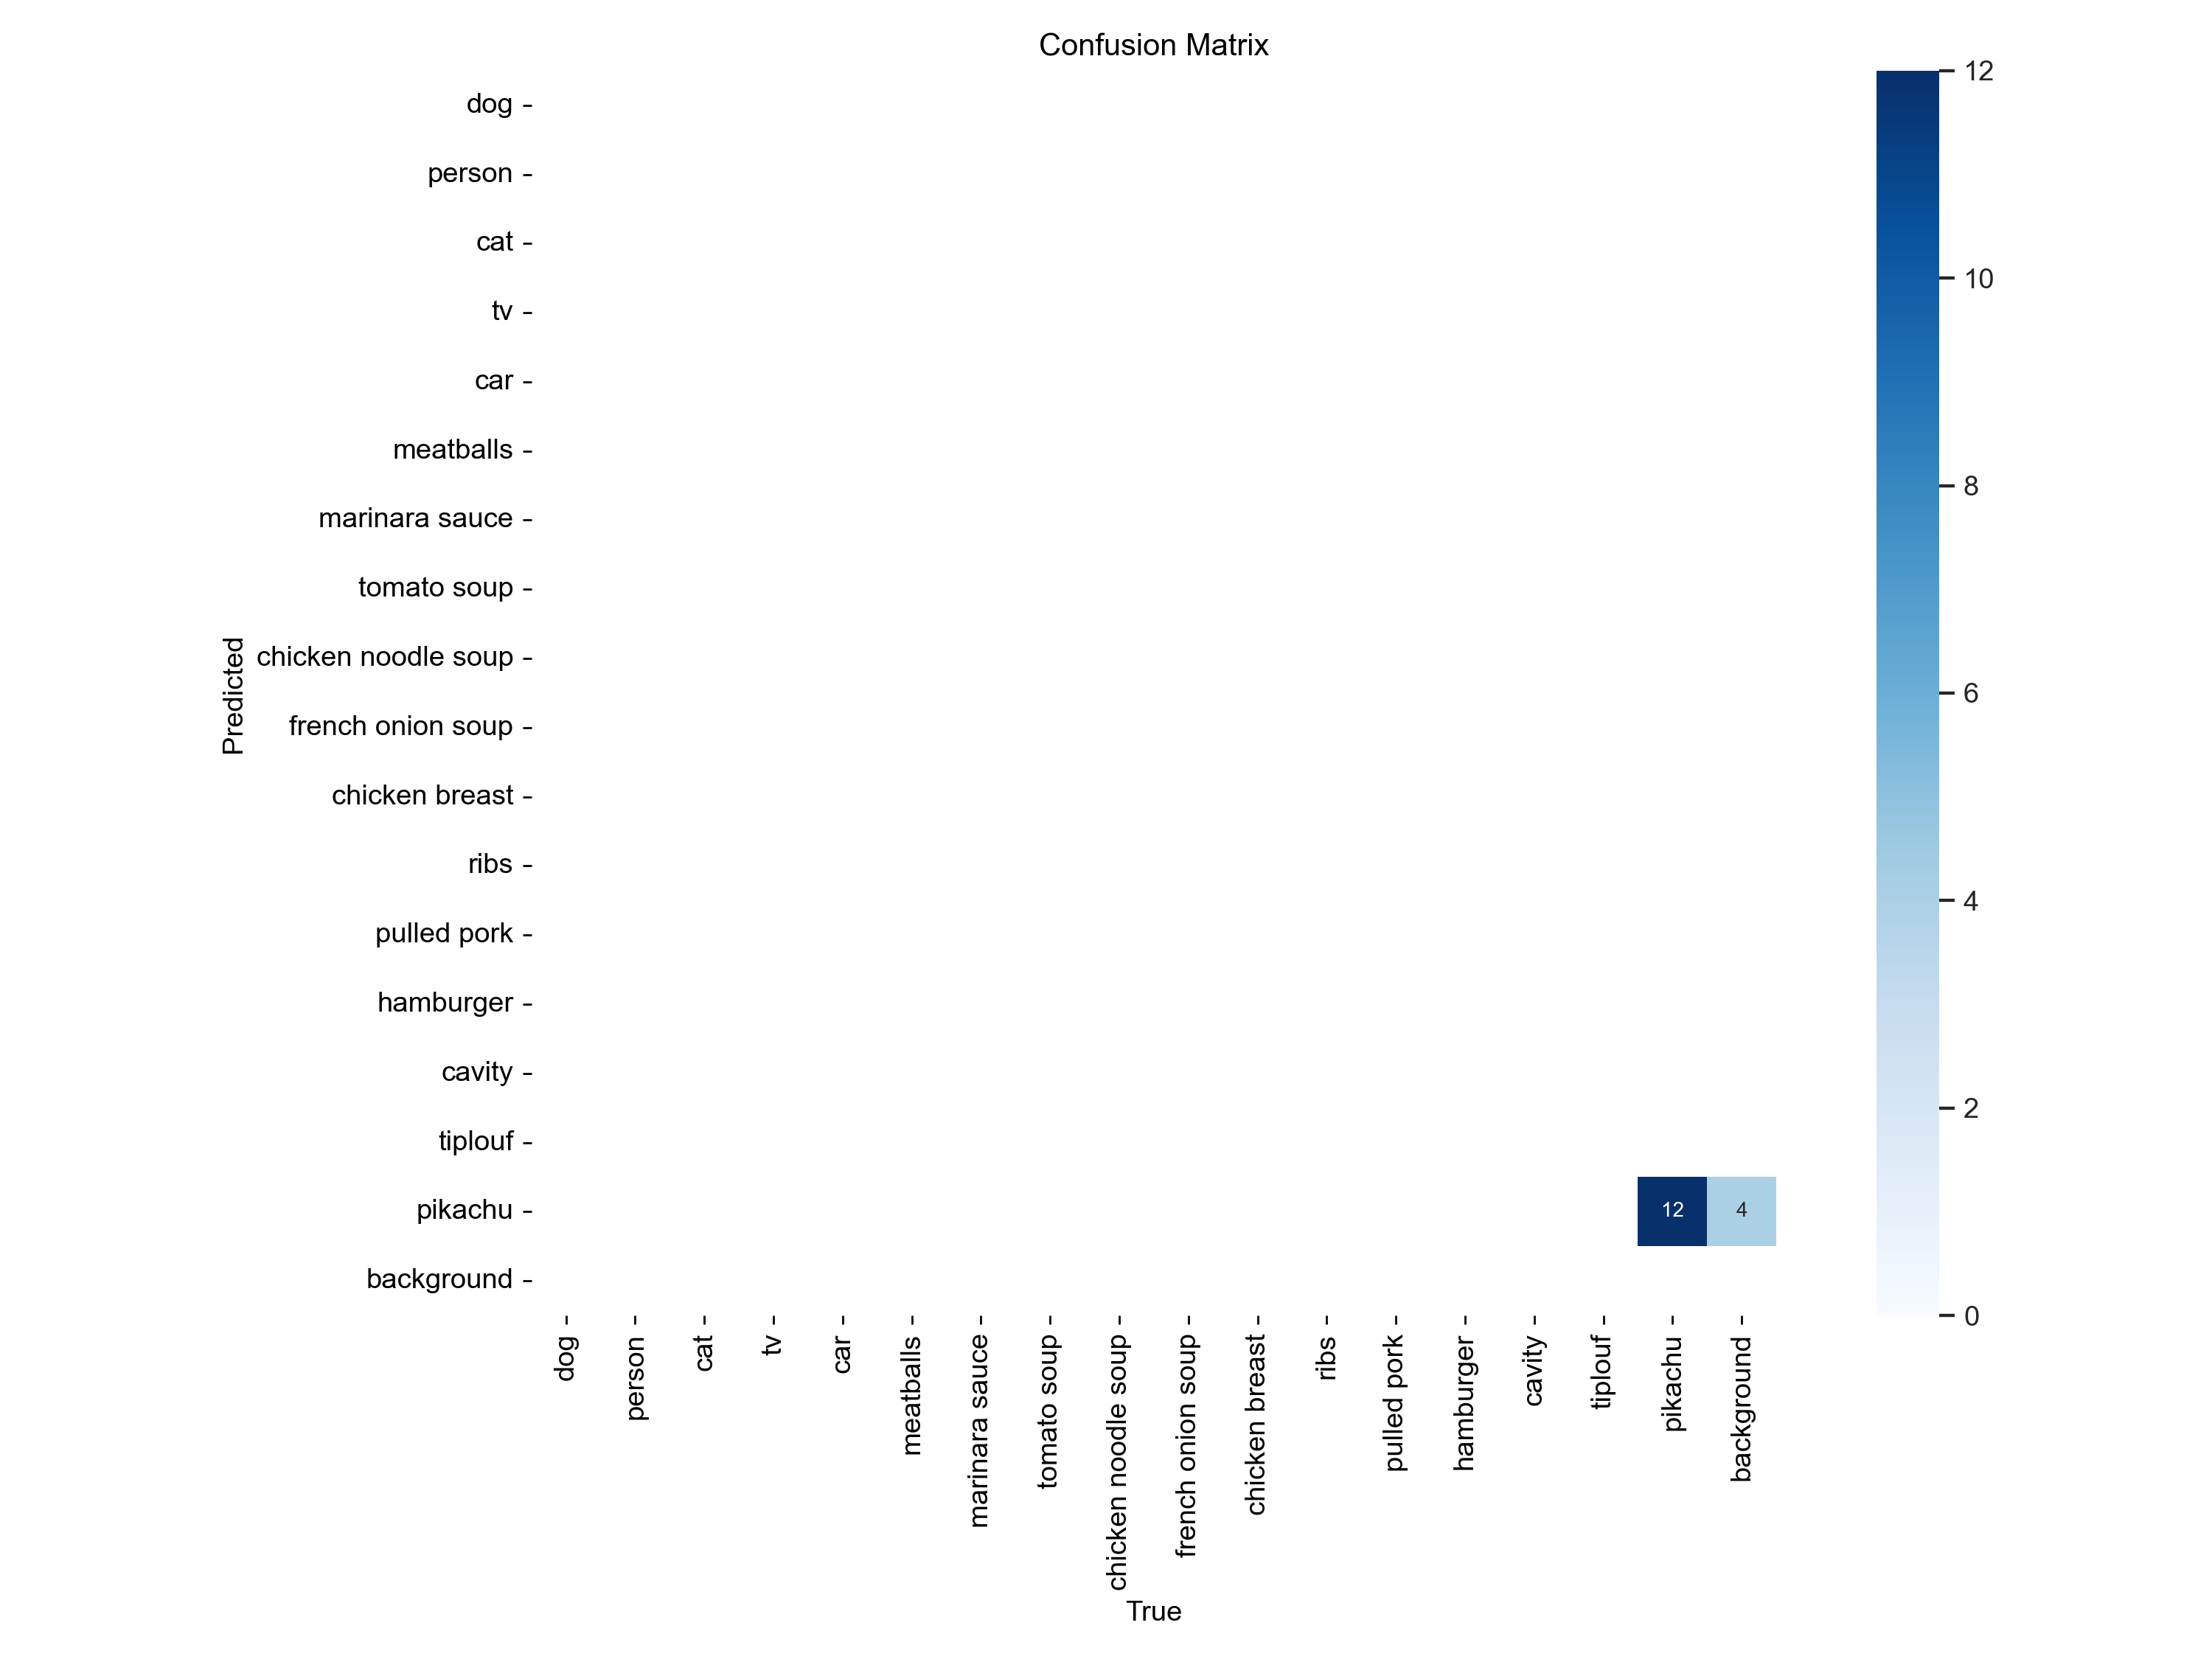 Confusion Matrix
dog
person
cat
tv
car
meatballs
marinara sauce
tomato soup
chicken noodle soup
french onion soup
chicken breast
ribs
pulled pork
hamburger
cavity
tiplouf
pikachu
background
Predicted
12
4
dog
person
cat
tv
car
meatballs
marinara sauce
tomato soup
chicken noodle soup
french onion soup
chicken breast
ribs
pulled pork
hamburger
cavity
tiplouf
pikachu
background
True
12
10
8
6
4
2
0